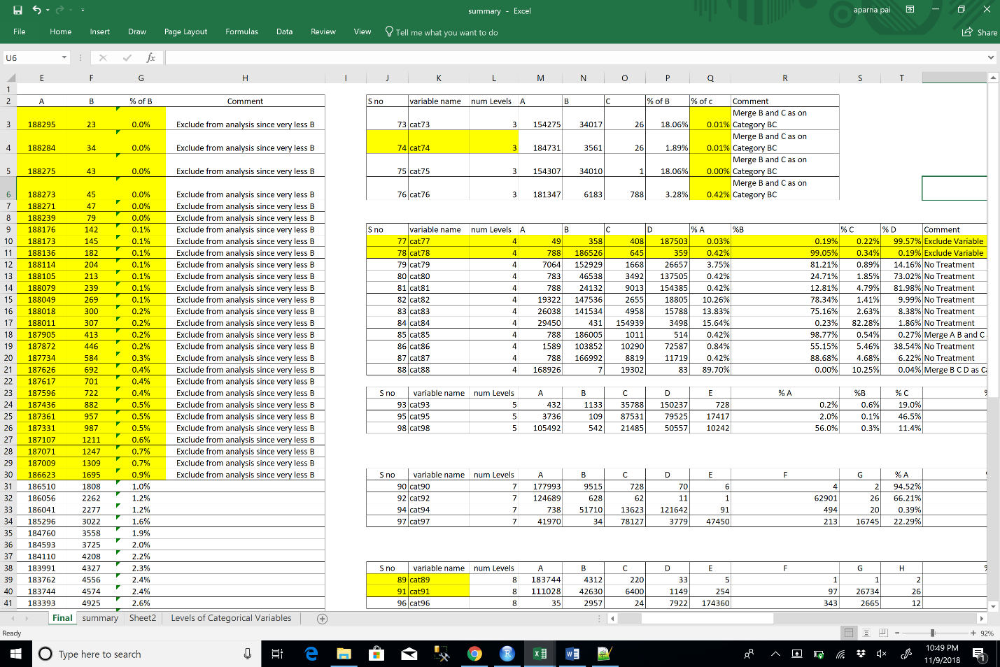 summary - Excel
aparna pai
File Home Insert Draw Page Layout Formulas Data Review View Tell me what you want to do Share
U6 fx
E F G H I J K L M N O P Q R S T
1
2 A B % of B Comment S no variable name num Levels A B C % of B % of c Comment
Merge B and C as on
3 188295 23 0.0% Exclude from analysis since very less B 73 cat73 3 154275 34017 26 18.06% 0.01% Category BC
Merge B and C as on
4 188284 34 0.0% Exclude from analysis since very less B 74 cat74 3 184731 3561 26 1.89% 0.01% Category BC
Merge B and C as on
5 188275 43 0.0% Exclude from analysis since very less B 75 cat75 3 154307 34010 1 18.06% 0.00% Category BC
Merge B and C as on
6 188273 45 0.0% Exclude from analysis since very less B 76 cat76 3 181347 6183 788 3.28% 0.42% Category BC
7 188271 47 0.0% Exclude from analysis since very less B
8 188239 79 0.0% Exclude from analysis since very less B
9 188176 142 0.1% Exclude from analysis since very less B S no variable name num Levels A B C D % A %B % C % D Comment
10 188173 145 0.1% Exclude from analysis since very less B 77 cat77 4 49 358 408 187503 0.03% 0.19% 0.22% 99.57% Exclude Variable
11 188136 182 0.1% Exclude from analysis since very less B 78 cat78 4 788 186526 645 359 0.42% 99.05% 0.34% 0.19% Exclude Variable
12 188114 204 0.1% Exclude from analysis since very less B 79 cat79 4 7064 152929 1668 26657 3.75% 81.21% 0.89% 14.16% No Treatment
13 188105 213 0.1% Exclude from analysis since very less B 80 cat80 4 783 46538 3492 137505 0.42% 24.71% 1.85% 73.02% No Treatment
14 188079 239 0.1% Exclude from analysis since very less B 81 cat81 4 788 24132 9013 154385 0.42% 12.81% 4.79% 81.98% No Treatment
15 188049 269 0.1% Exclude from analysis since very less B 82 cat82 4 19322 147536 2655 18805 10.26% 78.34% 1.41% 9.99% No Treatment
16 188018 300 0.2% Exclude from analysis since very less B 83 cat83 4 26038 141534 4958 15788 13.83% 75.16% 2.63% 8.38% No Treatment
17 188011 307 0.2% Exclude from analysis since very less B 84 cat84 4 29450 431 154939 3498 15.64% 0.23% 82.28% 1.86% No Treatment
18 187905 413 0.2% Exclude from analysis since very less B 85 cat85 4 788 186005 1011 514 0.42% 98.77% 0.54% 0.27% Merge A B and C
19 187872 446 0.2% Exclude from analysis since very less B 86 cat86 4 1589 103852 10290 72587 0.84% 55.15% 5.46% 38.54% No Treatment
20 187734 584 0.3% Exclude from analysis since very less B 87 cat87 4 788 166992 8819 11719 0.42% 88.68% 4.68% 6.22% No Treatment
21 187626 692 0.4% Exclude from analysis since very less B 88 cat88 4 168926 7 19302 83 89.70% 0.00% 10.25% 0.04% Merge B C D as
22 187617 701 0.4% Exclude from analysis since very less B
23 187596 722 0.4% Exclude from analysis since very less B S no variable name num Levels A B C D E % A %B % C
24 187436 882 0.5% Exclude from analysis since very less B 93 cat93 5 432 1133 35788 150237 728 0.2% 0.6% 19.0%
25 187361 957 0.5% Exclude from analysis since very less B 95 cat95 5 3736 109 87531 79525 17417 2.0% 0.1% 46.5%
26 187331 987 0.5% Exclude from analysis since very less B 98 cat98 5 105492 542 21485 50557 10242 56.0% 0.3% 11.4%
27 187107 1211 0.6% Exclude from analysis since very less B
28 187071 1247 0.7% Exclude from analysis since very less B
29 187009 1309 0.7% Exclude from analysis since very less B
30 186623 1695 0.9% Exclude from analysis since very less B S no variable name num Levels A B C D E F G % A
31 186510 1808 1.0% 90 cat90 7 177993 9515 728 70 6 4 2 94.52%
32 186056 2262 1.2% 92 cat92 7 124689 628 62 11 1 62901 26 66.21%
33 186041 2277 1.2% 94 cat94 7 738 51710 13623 121642 91 494 20 0.39%
34 185296 3022 1.6% 97 cat97 7 41970 34 78127 3779 47450 213 16745 22.29%
35 184760 3558 1.9%
36 184593 3725 2.0%
37 184110 4208 2.2%
38 183991 4327 2.3% S no variable name num Levels A B C D E F G H
39 183762 4556 2.4% 89 cat89 8 183744 4312 220 33 5 1 1 2
40 183744 4574 2.4% 91 cat91 8 111028 42630 6400 1149 254 97 26734 26
41 183393 4925 2.6% 96 cat96 8 35 2957 24 7922 174360 343 2665 12
Final summary Sheet2 Levels of Categorical Variables
Ready 92%
Type here to search
10:49 PM
11/9/2018
1